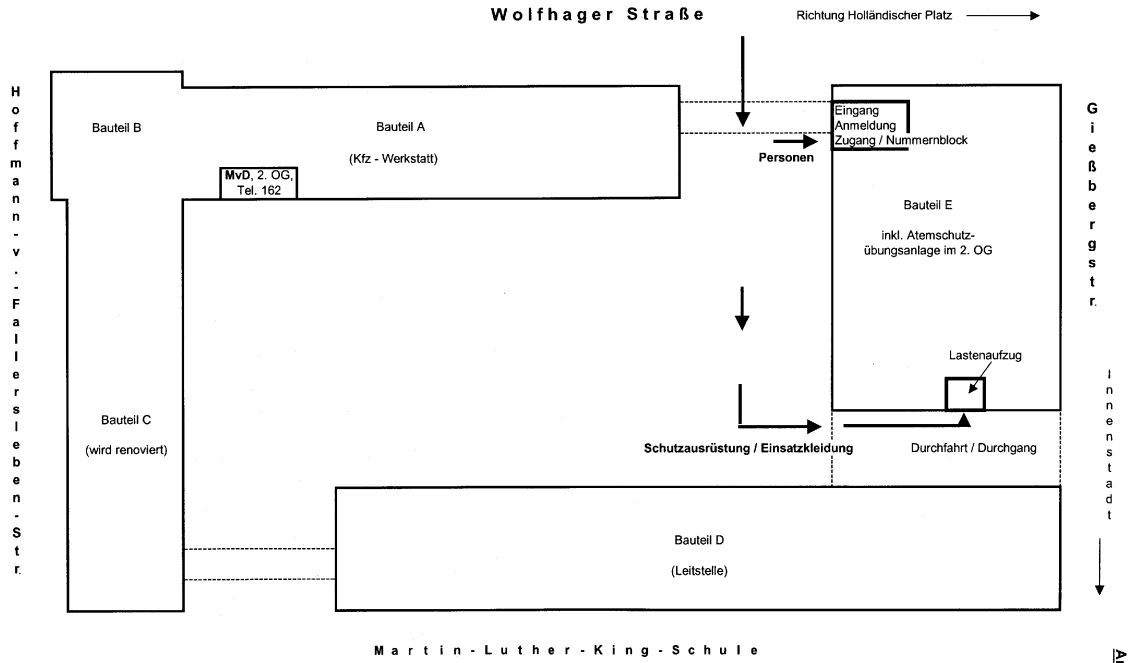 Wolfhager Straße
Richtung Holländischer Platz
Hoffmann-v.-Fallersleben-Str.
Bauteil B
Bauteil A
(Kfz - Werkstatt)
MvD, 2. OG,
Tel. 162
Eingang
Anmeldung
Zugang / Nummernblock
Personen
Bauteil E
inkl. Atemschutz-
übungsanlage im 2. OG
Gießbergstr.
Lastenaufzug
Innenstadt
Bauteil C
(wird renoviert)
Schutzausrüstung / Einsatzkleidung
Durchfahrt / Durchgang
Bauteil D
(Leitstelle)
Martin-Luther-King-Schule